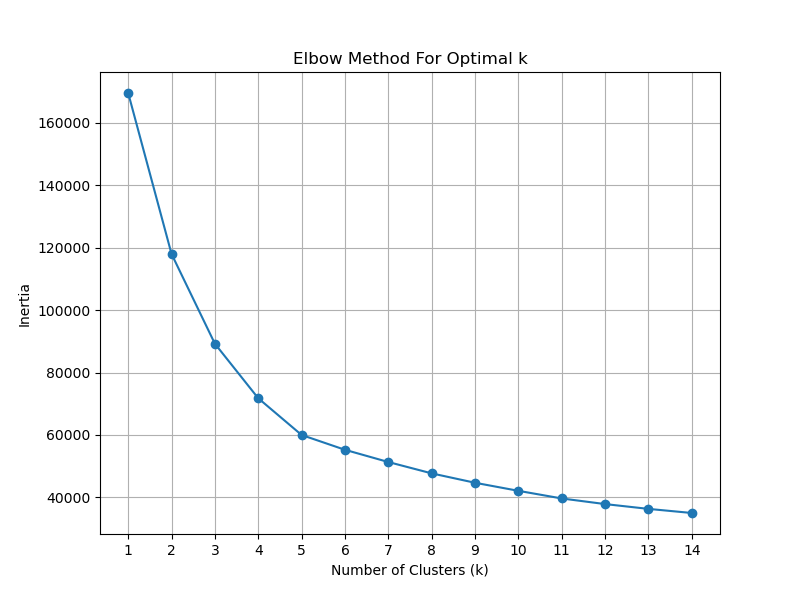 Elbow Method For Optimal k
160000
140000
120000
100000
80000
60000
40000
Inertia
1 2 3 4 5 6 7 8 9 10 11 12 13 14
Number of Clusters (k)